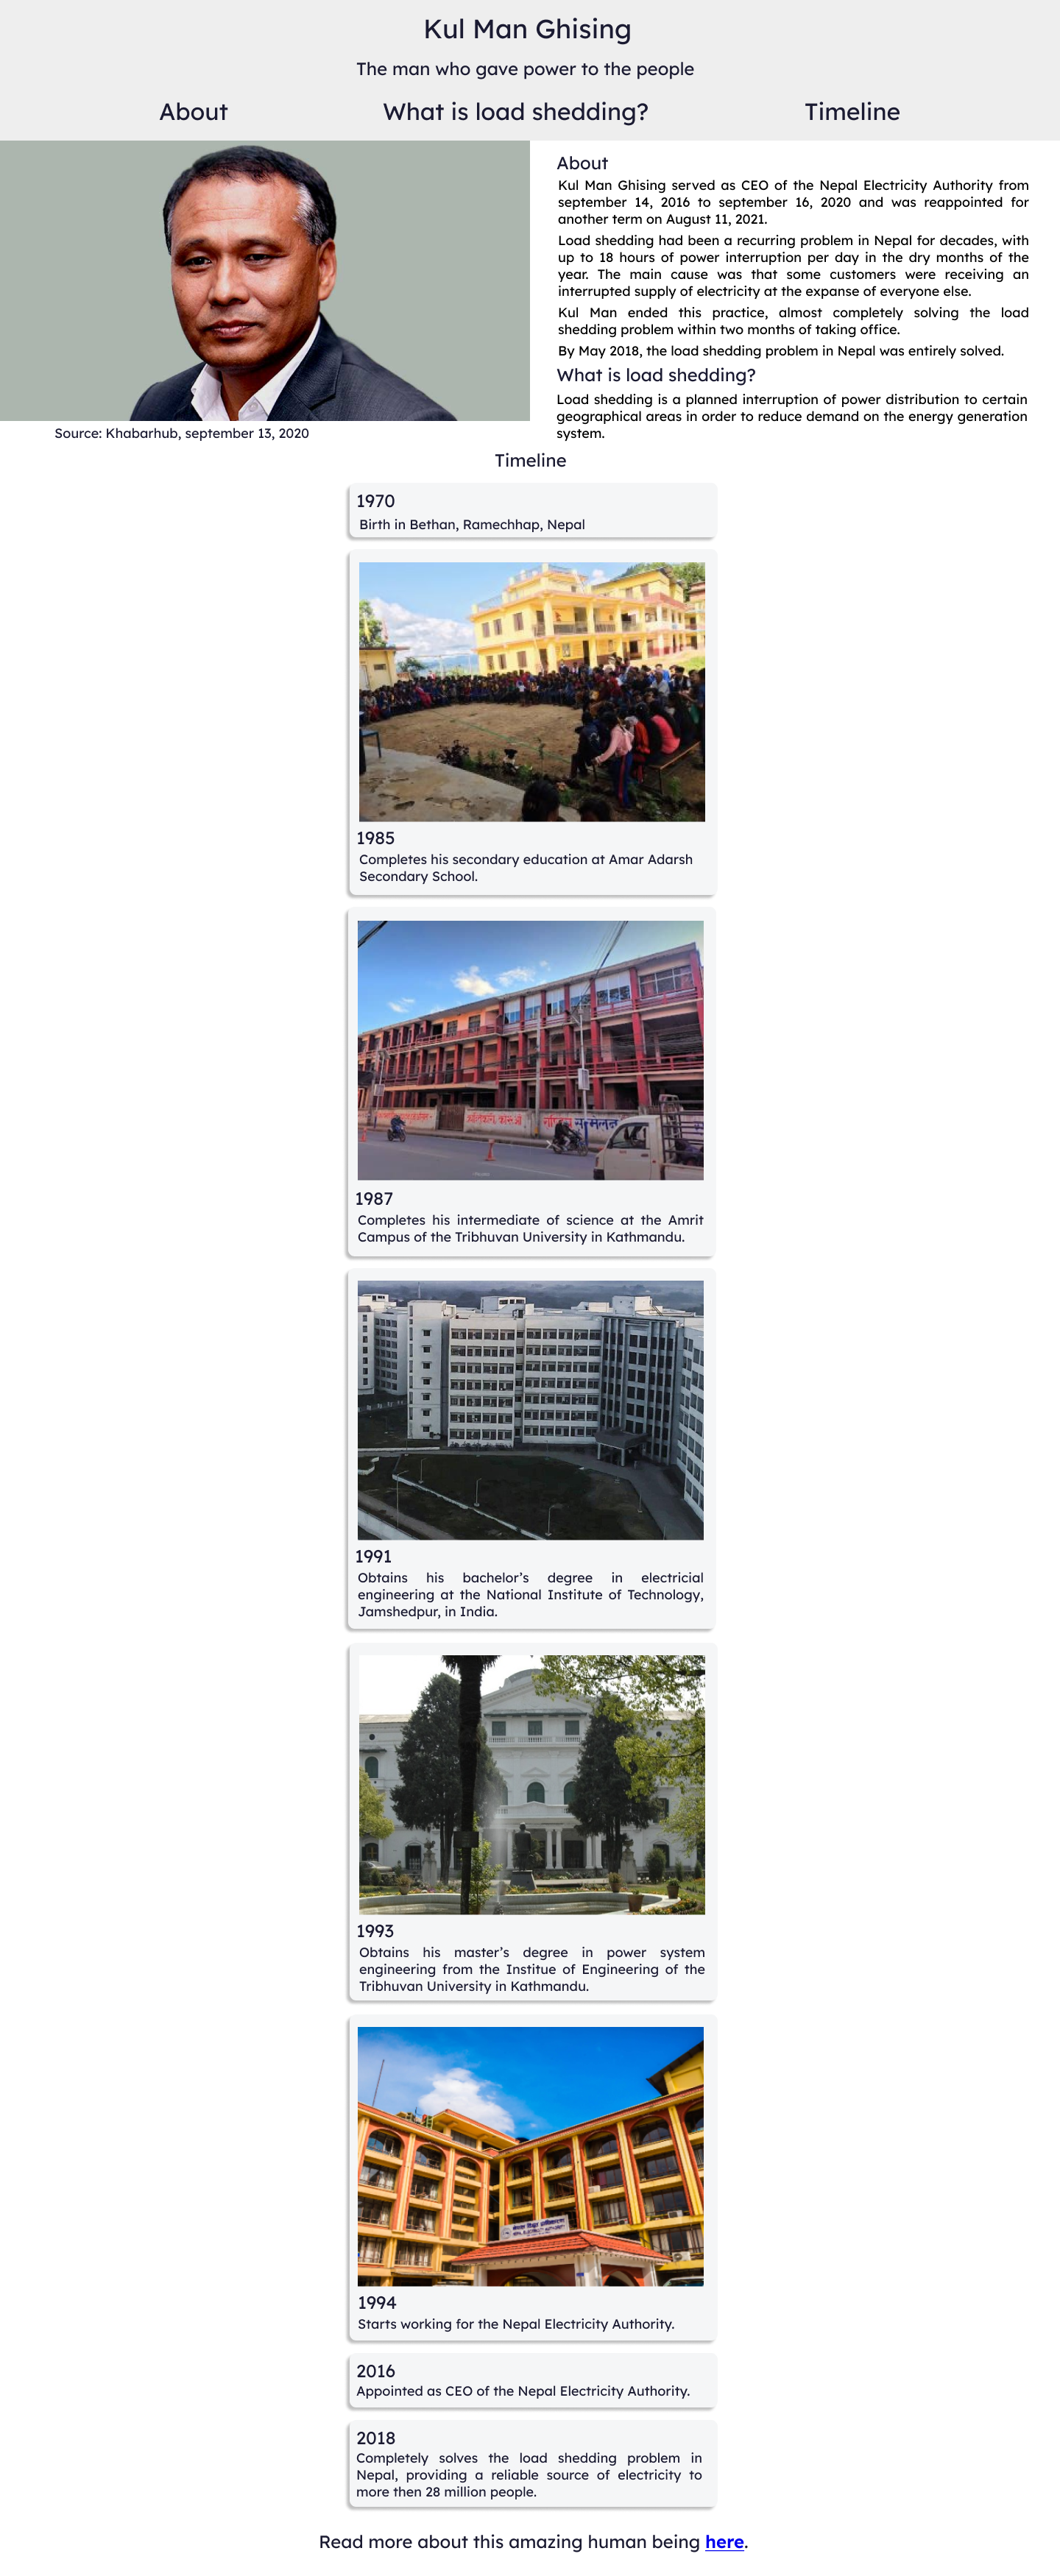 Kul Man Ghising
The man who gave power to the people
About
What is load shedding?
Timeline
About
Kul Man Ghising served as CEO of the Nepal Electricity Authority from
september 14, 2016 to september 16, 2020 and was reappointed for
another term on August 11, 2021.
Load shedding had been a recurring problem in Nepal for decades, with
up to 18 hours of power interruption per day in the dry months of the
year. The main cause was that some customers were receiving an
interrupted supply of electricity at the expanse of everyone else.
Kul Man ended this practice, almost completely solving the load
shedding problem within two months of taking office.
By May 2018, the load shedding problem in Nepal was entirely solved.
What is load shedding?
Load shedding is a planned interruption of power distribution to certain
geographical areas in order to reduce demand on the energy generation
system.
Source: Khabarhub, september 13, 2020
Timeline
1970
Birth in Bethan, Ramechhap, Nepal
1985
Completes his secondary education at Amar Adarsh
Secondary School.
1987
Completes his intermediate of science at the Amrit
Campus of the Tribhuvan University in Kathmandu.
1991
Obtains his bachelor's degree in electricial
engineering at the National Institute of Technology,
Jamshedpur, in India.
1993
Obtains his master's degree in power system
engineering from the Institue of Engineering of the
Tribhuvan University in Kathmandu.
1994
Starts working for the Nepal Electricity Authority.
2016
Appointed as CEO of the Nepal Electricity Authority.
2018
Completely solves the load shedding problem in
Nepal, providing a reliable source of electricity to
more then 28 million people.
Read more about this amazing human being here.